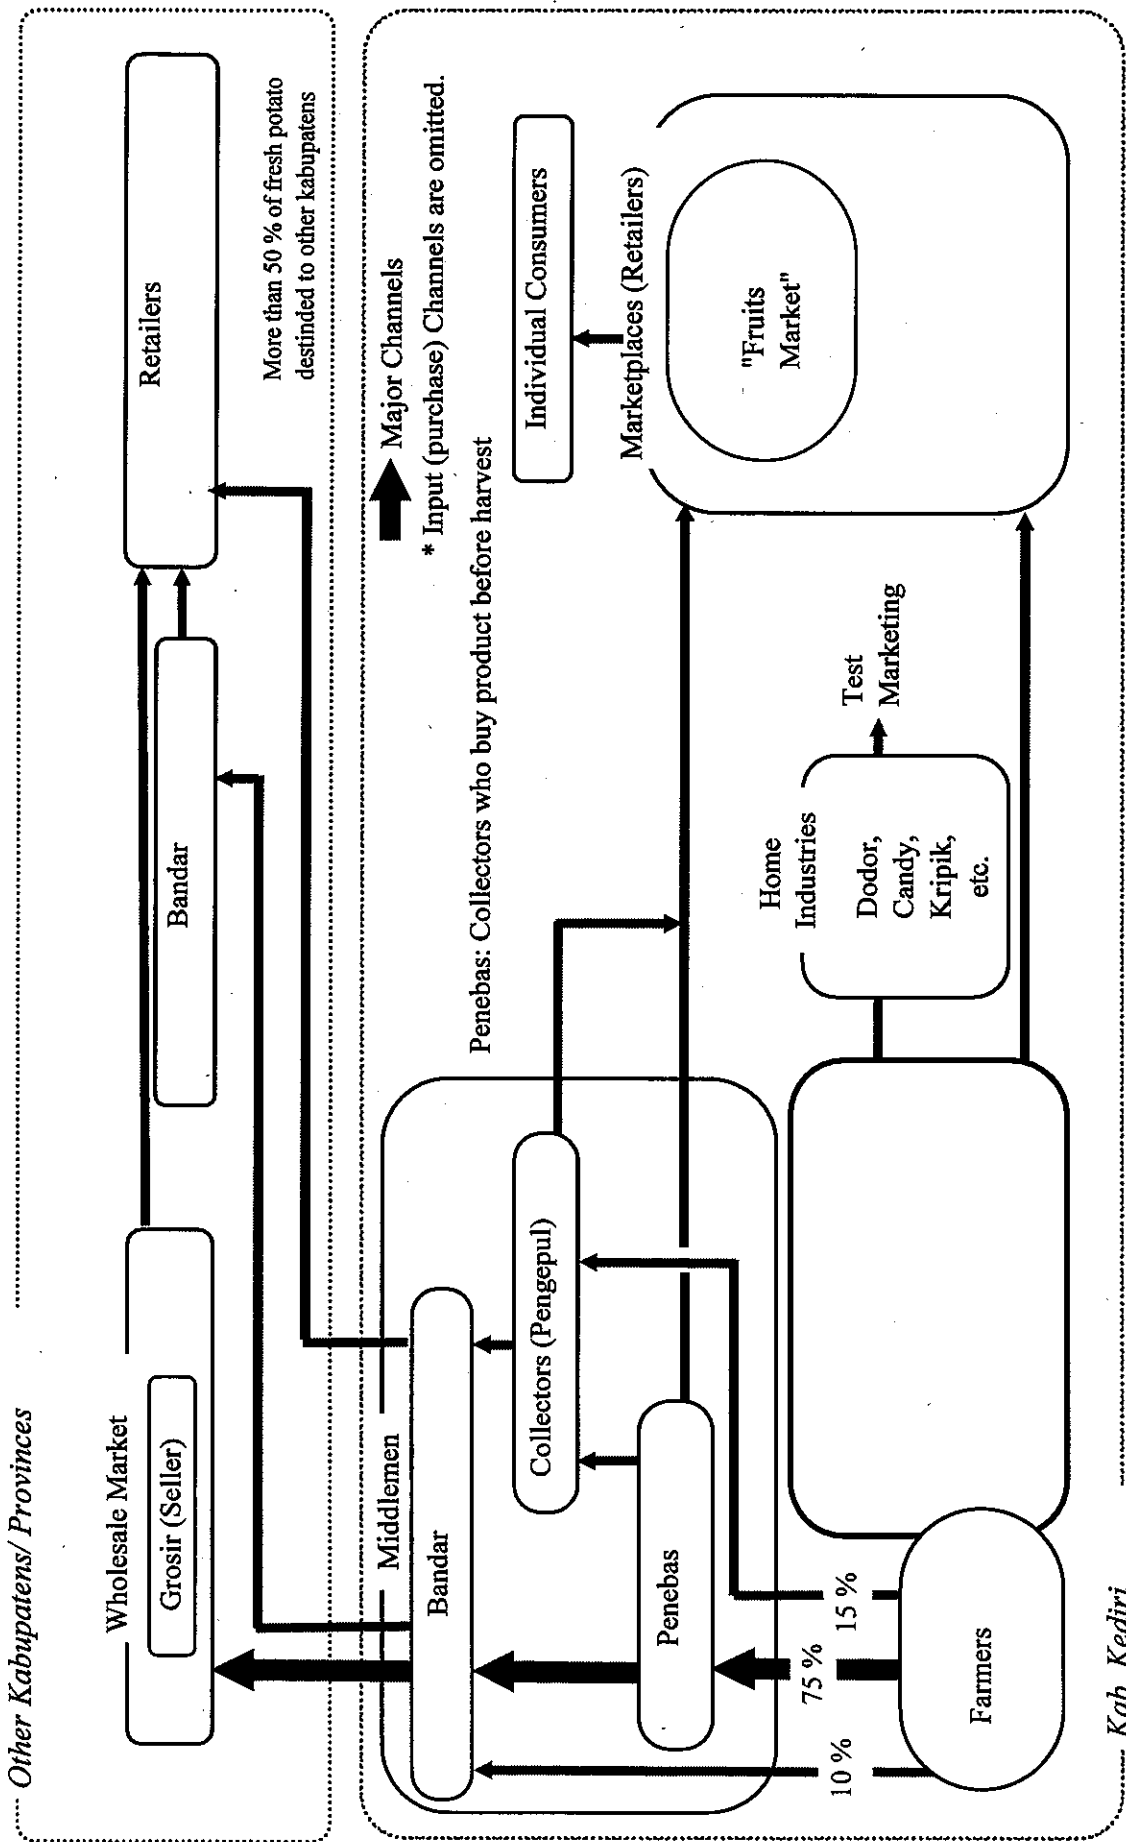 Other Kabupatens/ Provinces
Wholesale Market
Grosir (Seller)
Bandar
Retailers
More than 50 % of fresh potato
destinded to other kabupatens
Major Channels
* Input (purchase) Channels are omitted.
Penebas: Collectors who buy product before harvest
Middlemen
Bandar
Collectors (Pengepul)
Penebas
Individual Consumers
Marketplaces (Retailers)
"Fruits
Market"
Home
Industries
Dodor,
Candy,
Kripik,
etc.
Test
Marketing
10 %
75 %
15 %
Farmers
Kab. Kediri